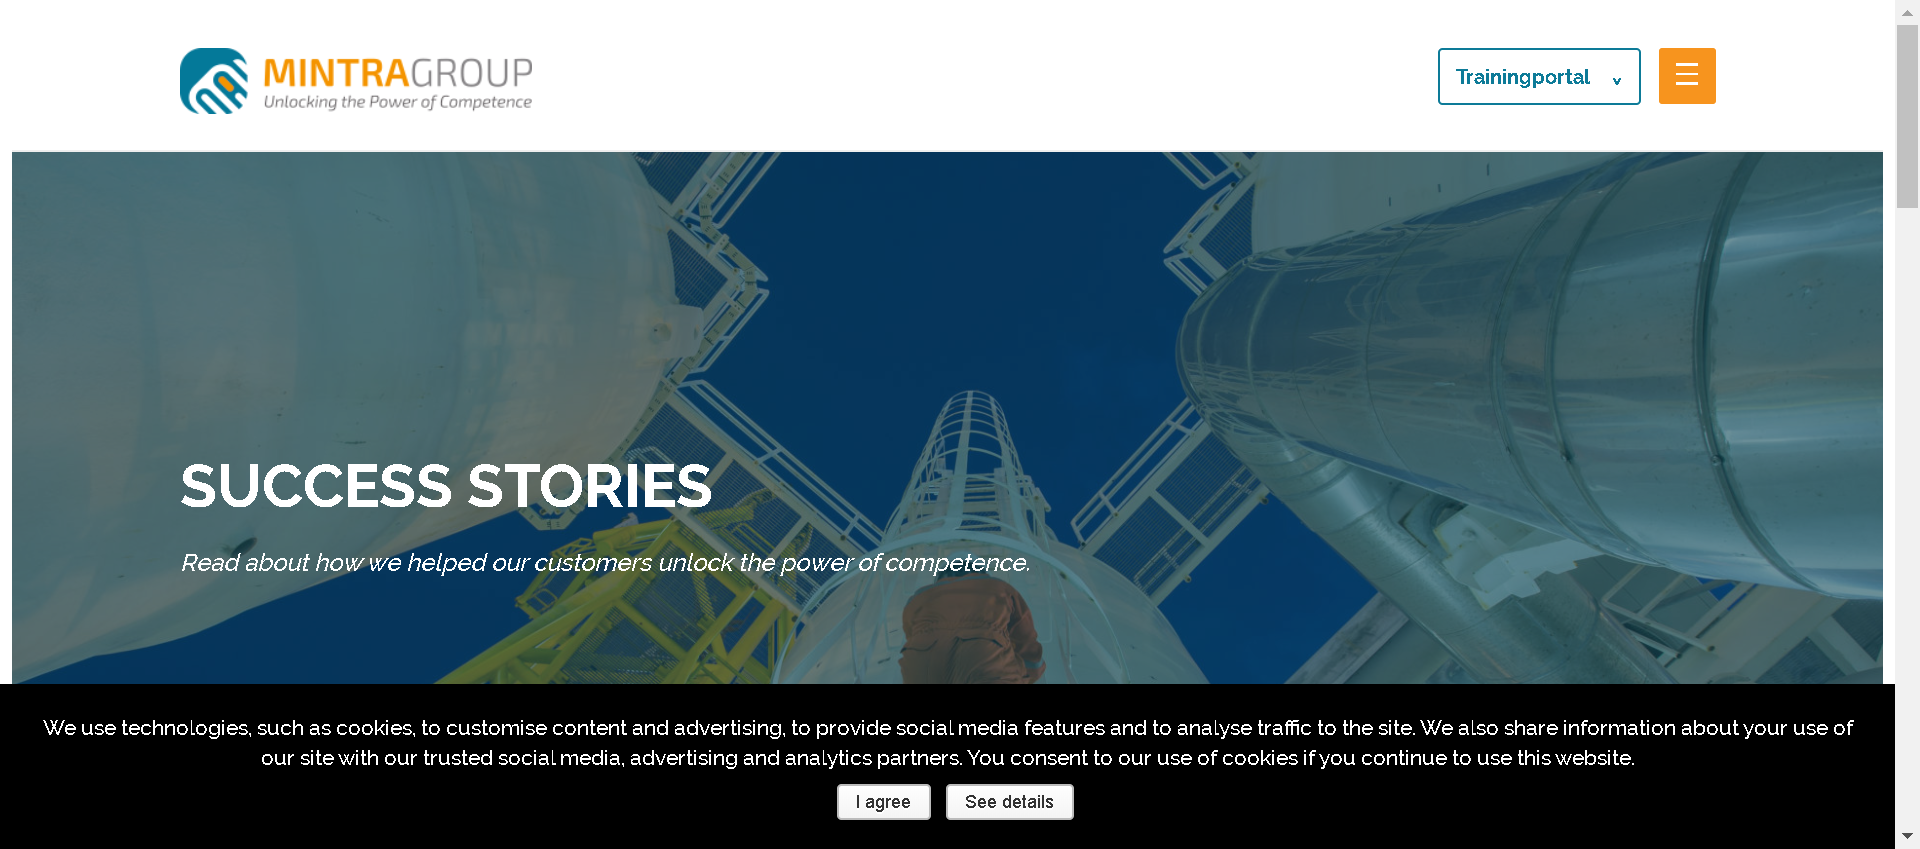 MINTRAGROUP
Unlocking the Power of Competence
Trainingportal
SUCCESS STORIES
Read about how we helped our customers unlock the power of competence.
We use technologies, such as cookies, to customise content and advertising, to provide social media features and to analyse traffic to the site. We also share information about your use of
our site with our trusted social media, advertising and analytics partners. You consent to our use of cookies if you continue to use this website.
I agree
See details